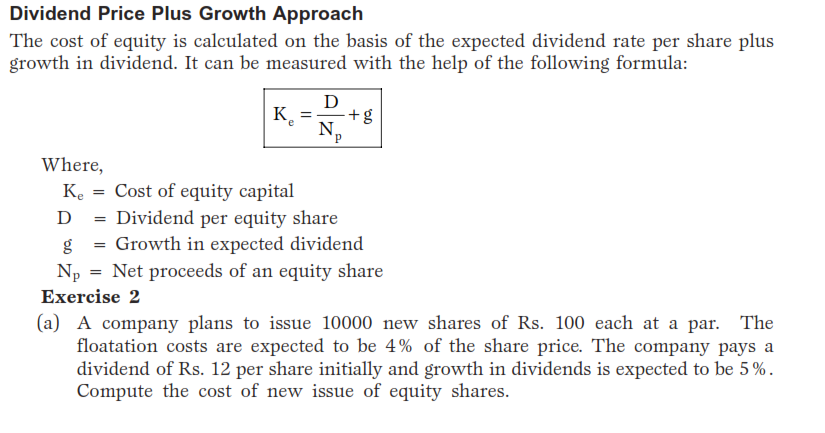 Dividend Price Plus Growth Approach
The cost of equity is calculated on the basis of the expected dividend rate per share plus
growth in dividend. It can be measured with the help of the following formula:
Ke = D/Np + g
Where,
Ke = Cost of equity capital
D = Dividend per equity share
g = Growth in expected dividend
Np = Net proceeds of an equity share
Exercise 2
(a) A company plans to issue 10000 new shares of Rs. 100 each at a par. The
floatation costs are expected to be 4% of the share price. The company pays a
dividend of Rs. 12 per share initially and growth in dividends is expected to be 5%.
Compute the cost of new issue of equity shares.